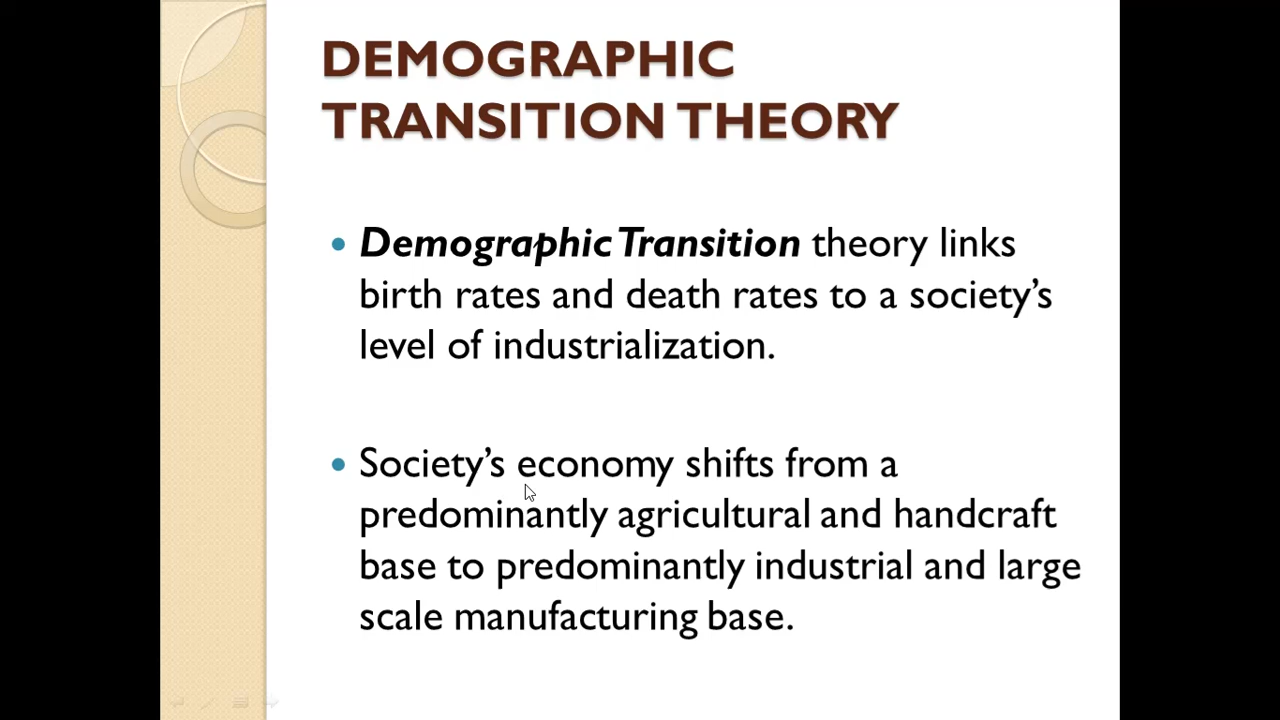 DEMOGRAPHIC
TRANSITION THEORY
• Demographic Transition theory links
birth rates and death rates to a society’s
level of industrialization.
• Society’s economy shifts from a
predominantly agricultural and handcraft
base to predominantly industrial and large
scale manufacturing base.